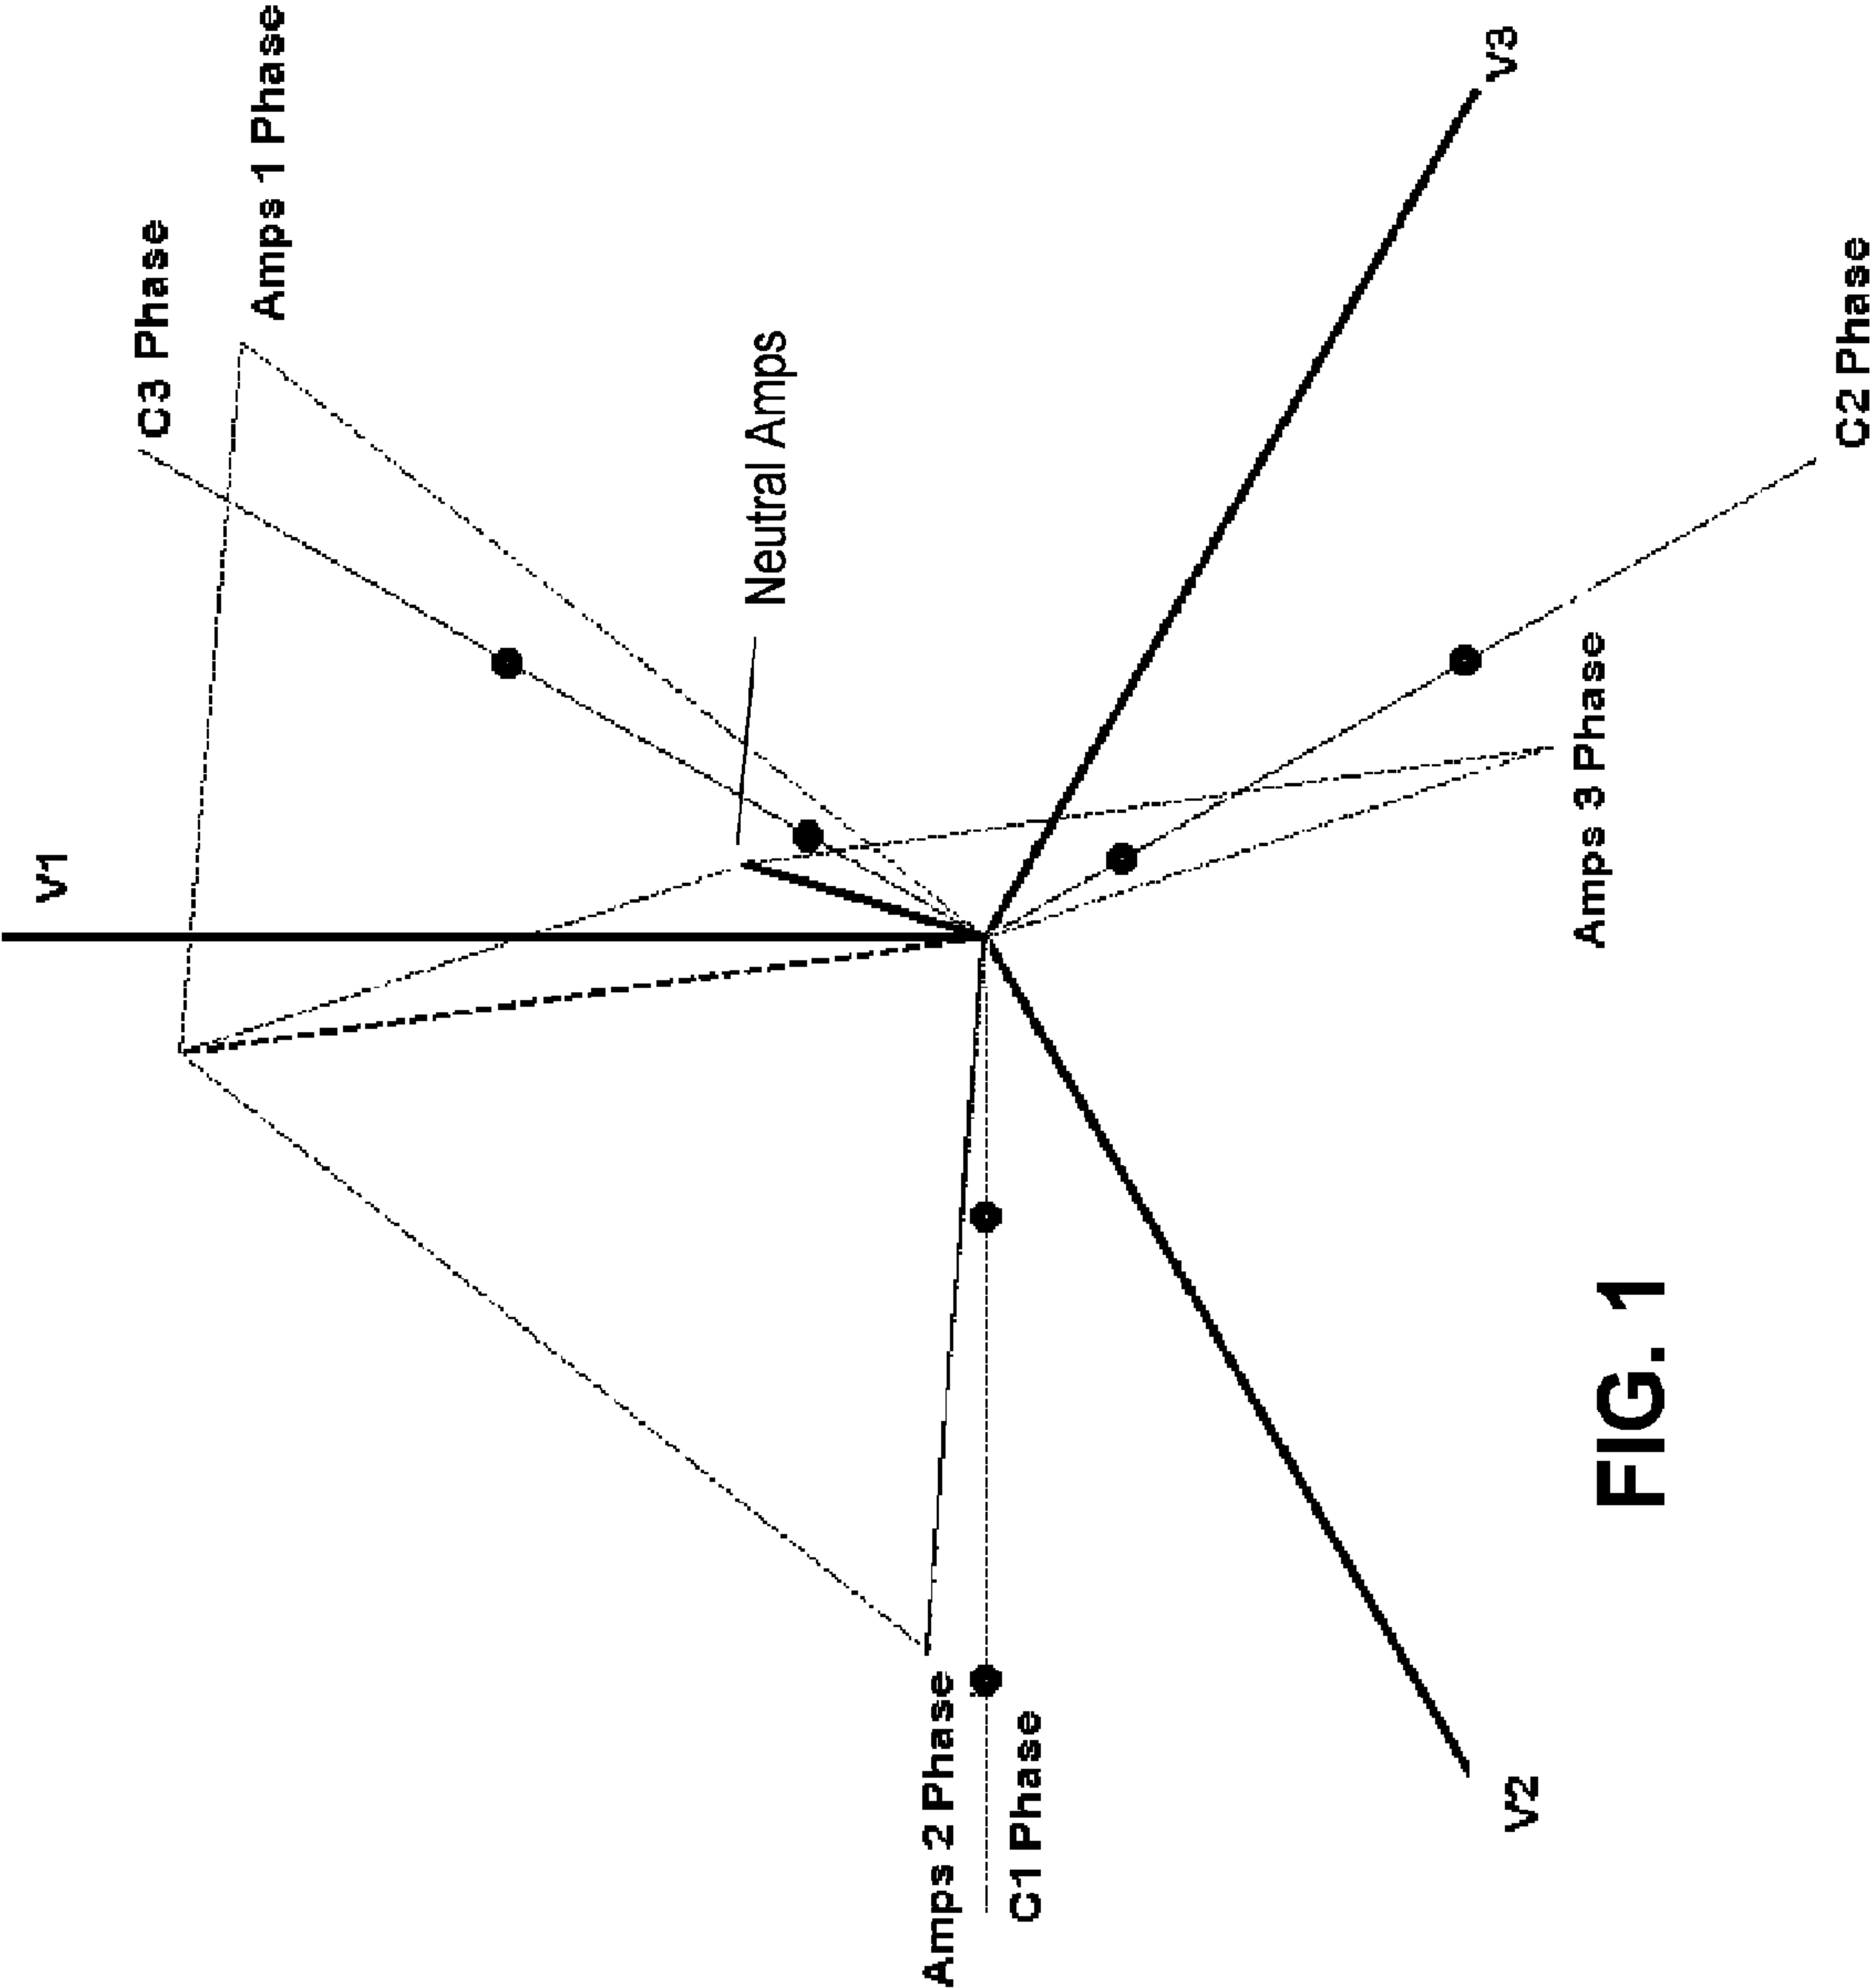 V1
C3 Phase
Amps 1 Phase
Neutral Amps
V3
Amps 2 Phase
C1 Phase
Amps 3 Phase
C2 Phase
V2
FIG. 1